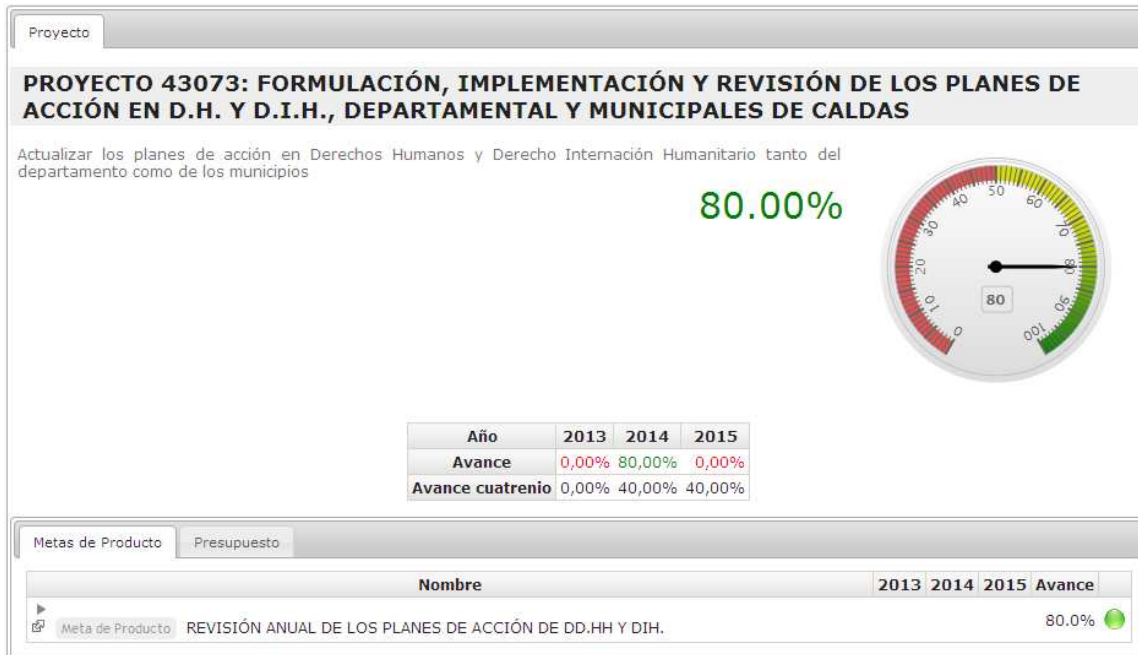 Proyecto
PROYECTO 43073: FORMULACIÓN, IMPLEMENTACIÓN Y REVISIÓN DE LOS PLANES DE
ACCIÓN EN D.H. Y D.I.H., DEPARTAMENTAL Y MUNICIPALES DE CALDAS
Actualizar los planes de acción en Derechos Humanos y Derecho Internación Humanitario tanto del
departamento como de los municipios
80.00%
0 10 20 30 40 50 60 70 80 90 100
80
Año 2013 2014 2015
Avance 0,00% 80,00% 0,00%
Avance cuatrenio 0,00% 40,00% 40,00%
Metas de Producto Presupuesto
Nombre 2013 2014 2015 Avance
Meta de Producto REVISIÓN ANUAL DE LOS PLANES DE ACCIÓN DE DD.HH Y DIH. 80.0%